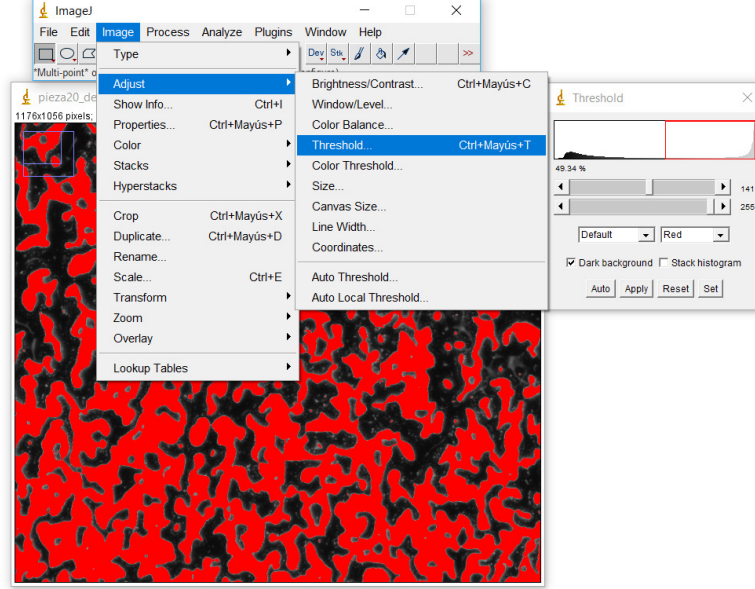 ImageJ
File Edit Image Process Analyze Plugins Window Help
Dev Stk >>
*Multi-point* o
Type
Adjust
Show Info... Ctrl+I
Properties... Ctrl+Mayús+P
Color
Stacks
Hyperstacks
Crop Ctrl+Mayús+X
Duplicate... Ctrl+Mayús+D
Rename...
Scale... Ctrl+E
Transform
Zoom
Overlay
Lookup Tables
Brightness/Contrast... Ctrl+Mayús+C
Window/Level...
Color Balance...
Threshold... Ctrl+Mayús+T
Color Threshold...
Size...
Canvas Size...
Line Width...
Coordinates...
Auto Threshold...
Auto Local Threshold...
pieza20_de
1176x1056 pixels;
Threshold
49.34 %
141
255
Default Red
Dark background Stack histogram
Auto Apply Reset Set